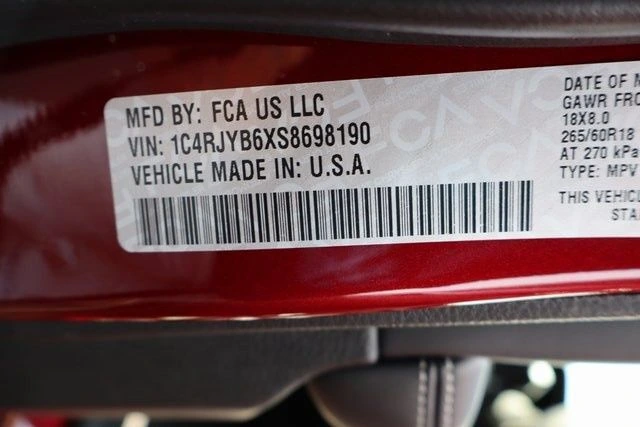 MFD BY: FCA US LLC
VIN: 1C4RJYB6XS8698190
VEHICLE MADE IN: U.S.A.
DATE OF M
GAWR FRO
18X8.0
265/60R18
AT 270 kPa
TYPE: MPV
THIS VEHICL
STA